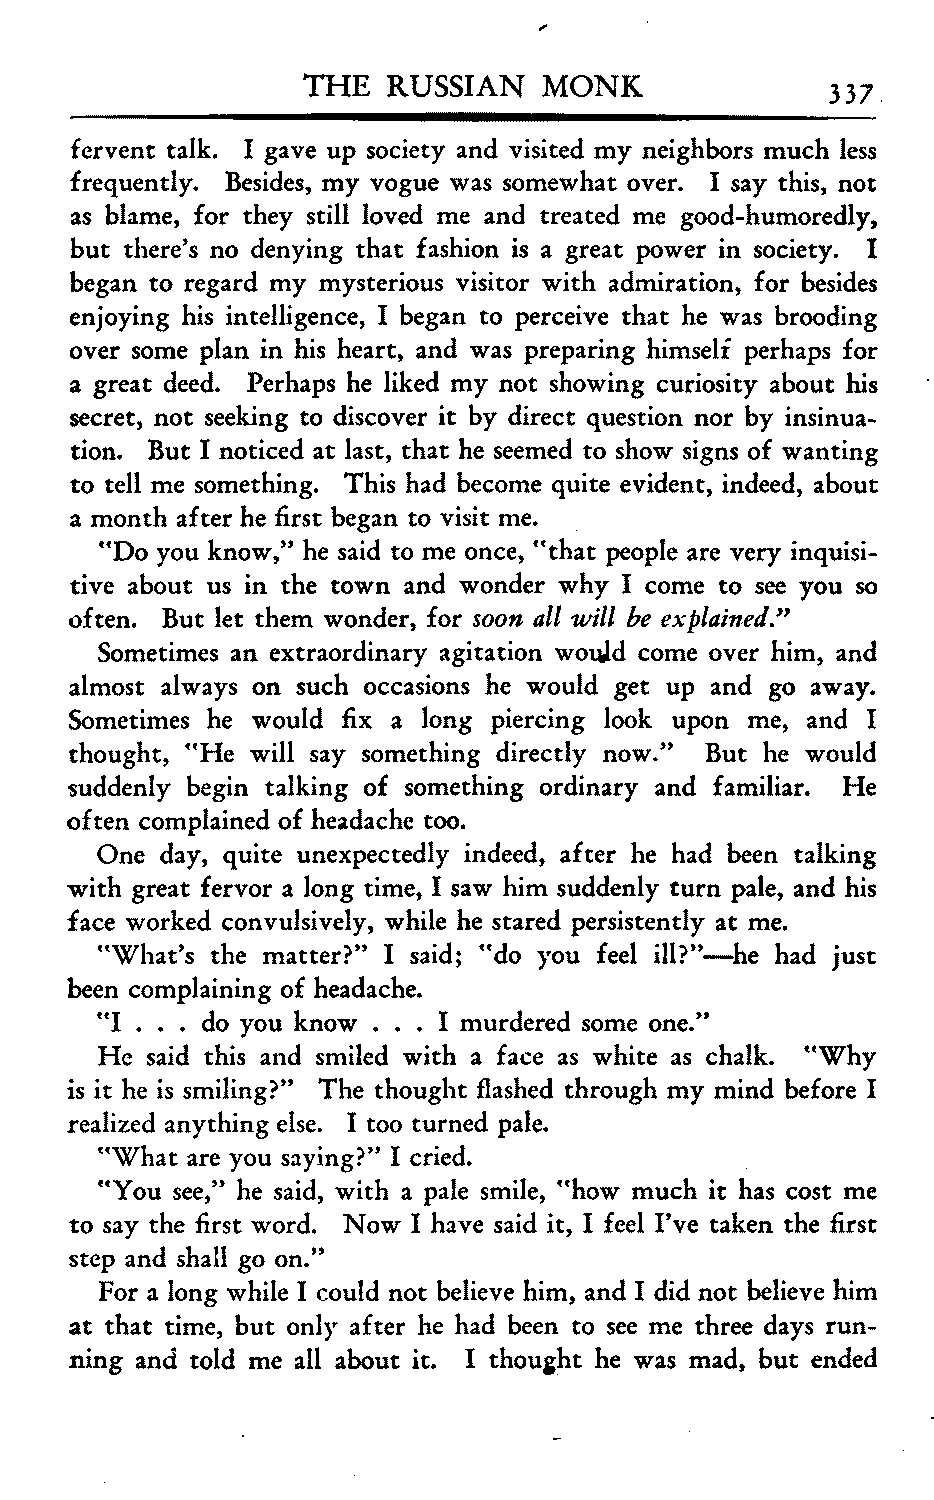 THE RUSSIAN MONK 337
fervent talk. I gave up society and visited my neighbors much less
frequently. Besides, my vogue was somewhat over. I say this, not
as blame, for they still loved me and treated me good-humoredly,
but there's no denying that fashion is a great power in society. I
began to regard my mysterious visitor with admiration, for besides
enjoying his intelligence, I began to perceive that he was brooding
over some plan in his heart, and was preparing himself perhaps for
a great deed. Perhaps he liked my not showing curiosity about his
secret, not seeking to discover it by direct question nor by insinua-
tion. But I noticed at last, that he seemed to show signs of wanting
to tell me something. This had become quite evident, indeed, about
a month after he first began to visit me.
"Do you know," he said to me once, "that people are very inquisi-
tive about us in the town and wonder why I come to see you so
often. But let them wonder, for soon all will be explained."
Sometimes an extraordinary agitation would come over him, and
almost always on such occasions he would get up and go away.
Sometimes he would fix a long piercing look upon me, and I
thought, "He will say something directly now." But he would
suddenly begin talking of something ordinary and familiar. He
often complained of headache too.
One day, quite unexpectedly indeed, after he had been talking
with great fervor a long time, I saw him suddenly turn pale, and his
face worked convulsively, while he stared persistently at me.
"What's the matter?" I said; "do you feel ill?"—he had just
been complaining of headache.
"I . . . do you know . . . I murdered some one."
He said this and smiled with a face as white as chalk. "Why
is it he is smiling?" The thought flashed through my mind before I
realized anything else. I too turned pale.
"What are you saying?" I cried.
"You see," he said, with a pale smile, "how much it has cost me
to say the first word. Now I have said it, I feel I've taken the first
step and shall go on."
For a long while I could not believe him, and I did not believe him
at that time, but only after he had been to see me three days run-
ning and told me all about it. I thought he was mad, but ended